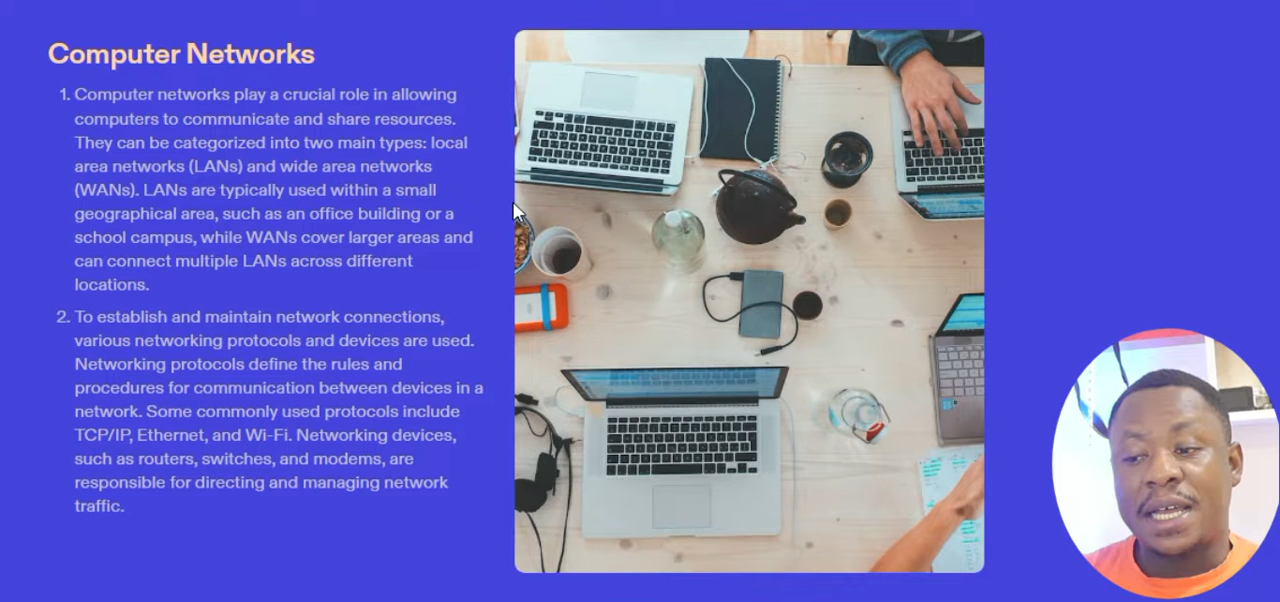 Computer Networks
1. Computer networks play a crucial role in allowing
computers to communicate and share resources.
They can be categorized into two main types: local
area networks (LANs) and wide area networks
(WANs). LANs are typically used within a small
geographical area, such as an office building or a
school campus, while WANs cover larger areas and
can connect multiple LANs across different
locations.
2. To establish and maintain network connections,
various networking protocols and devices are used.
Networking protocols define the rules and
procedures for communication between devices in a
network. Some commonly used protocols include
TCP/IP, Ethernet, and Wi-Fi. Networking devices,
such as routers, switches, and modems, are
responsible for directing and managing network
traffic.